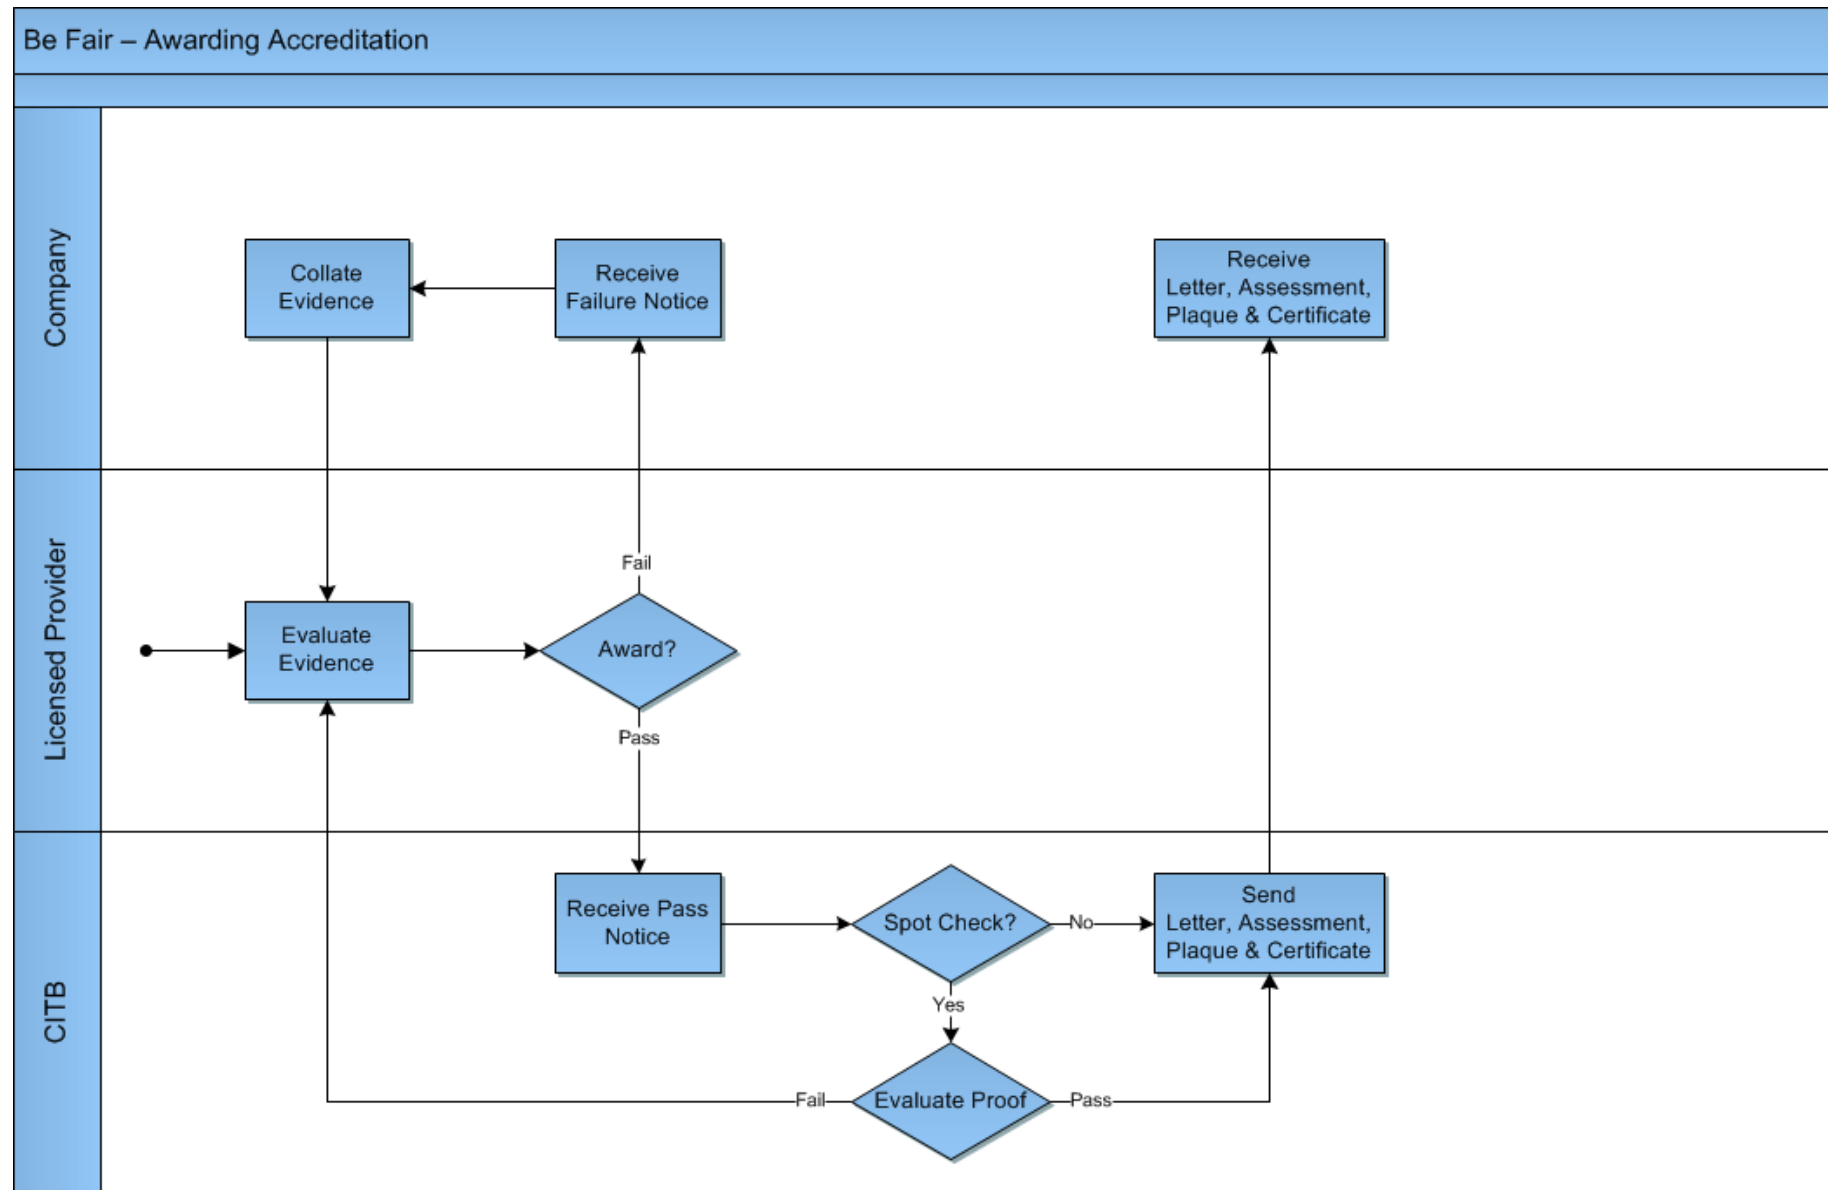 Be Fair – Awarding Accreditation
Company
Collate
Evidence
Receive
Failure Notice
Receive
Letter, Assessment,
Plaque & Certificate
Licensed Provider
Fail
Evaluate
Evidence
Award?
Pass
CITB
Receive Pass
Notice
Spot Check?
No
Send
Letter, Assessment,
Plaque & Certificate
Yes
Fail
Evaluate Proof
Pass